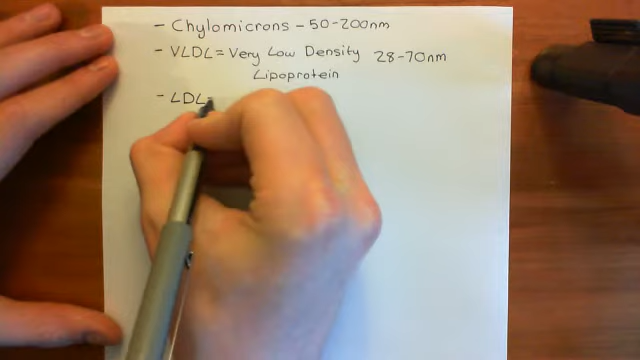 - Chylomicrons - 50-200nm
- VLDL = Very Low Density 28-70nm
Lipoprotein
- LDL=